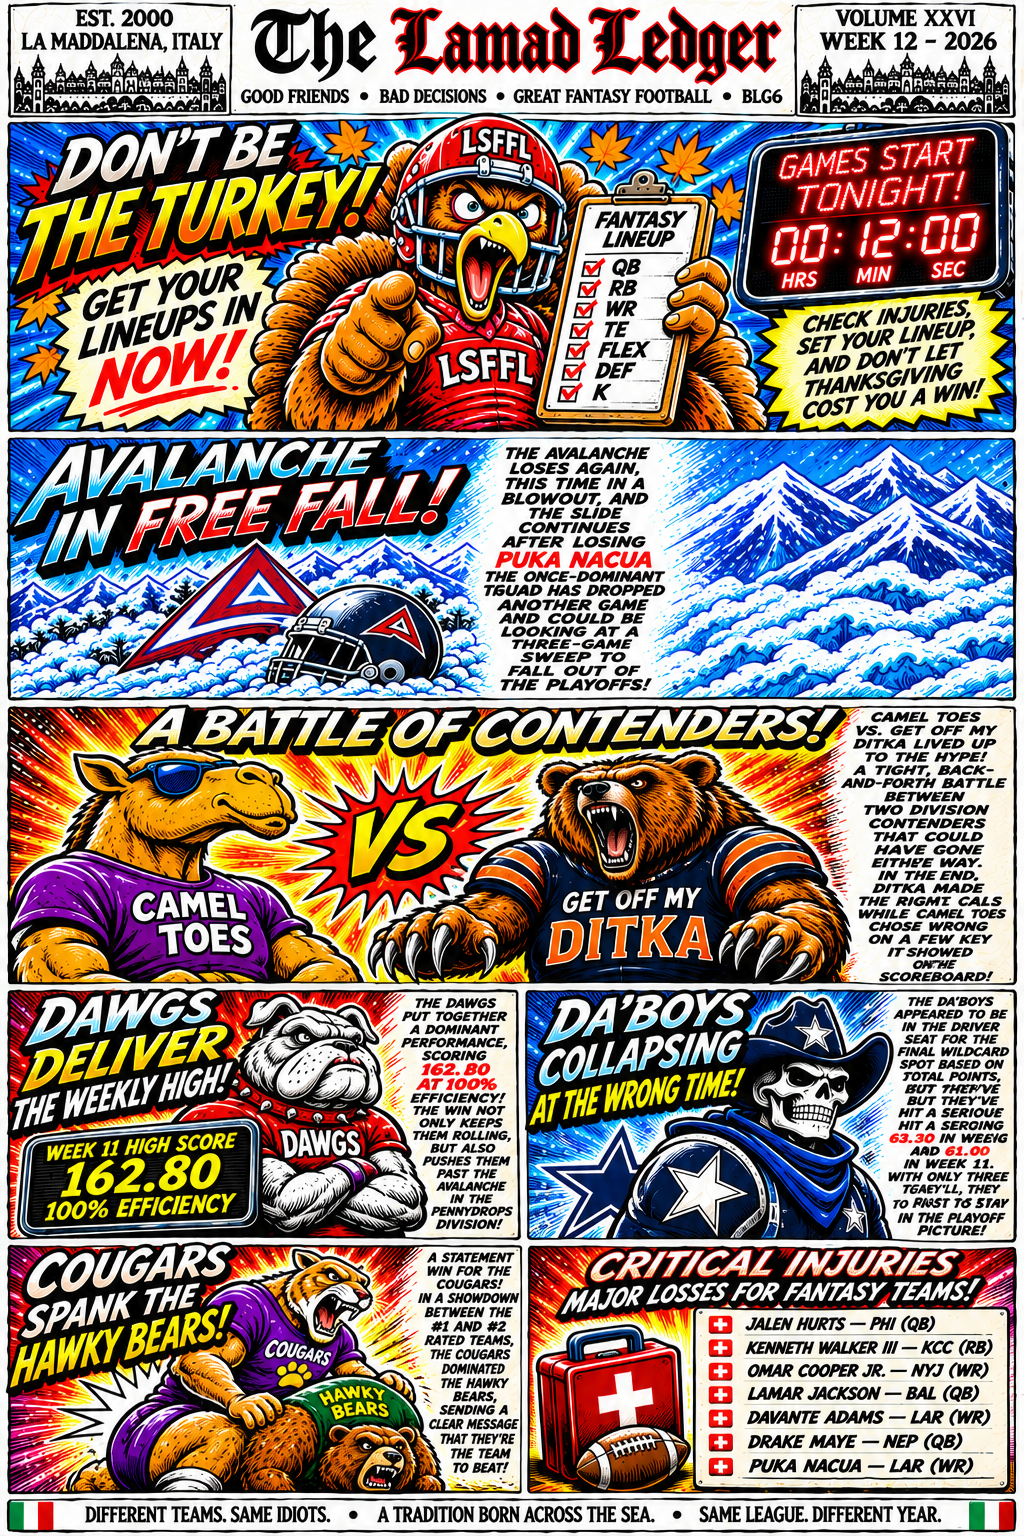 EST. 2000
LA MADDALENA, ITALY
The Lamad Ledger
GOOD FRIENDS • BAD DECISIONS • GREAT FANTASY FOOTBALL • BLG6
VOLUME XXVI
WEEK 12 - 2026
DON'T BE
THE TURKEY!
GET YOUR
LINEUPS IN
NOW!
LSFFL
LSFFL
FANTASY
LINEUP
QB
RB
WR
TE
FLEX
DEF
K
GAMES START
TONIGHT!
00:12:00
HRS MIN SEC
CHECK INJURIES,
SET YOUR LINEUP,
AND DON'T LET
THANKSGIVING
COST YOU A WIN!
AVALANCHE
IN FREE FALL!
THE AVALANCHE
LOSES AGAIN,
THIS TIME IN A
BLOWOUT, AND
THE SLIDE
CONTINUES
AFTER LOSING
PUKA NACUA
THE ONCE-DOMINANT
TGUAD HAS DROPPED
ANOTHER GAME
AND COULD BE
LOOKING AT A
THREE-GAME
SWEEP TO
FALL OUT OF
THE PLAYOFFS!
A BATTLE OF CONTENDERS!
CAMEL
TOES
VS
GET OFF MY
DITKA
CAMEL TOES
VS. GET OFF MY
DITKA LIVED UP
TO THE HYPE!
A TIGHT, BACK-
AND-FORTH BATTLE
BETWEEN
TWO DIVISION
CONTENDERS
THAT COULD
HAVE GONE
WAY.
IN THE END,
DITKA MADE
THE RIGHT CALS
WHILE CAMEL TOES
CHOSE WRONG
ON A FEW KEY
IT SHOWED
SCOREBOARD!
DAWGS
DELIVER
THE WEEKLY HIGH!
WEEK 11 HIGH SCORE
162.80
100% EFFICIENCY
DAWGS
THE DAWGS
PUT TOGETHER
A DOMINANT
PERFORMANCE,
SCORING
162.80
AT 100%
EFFICIENCY!
THE WIN NOT
ONLY KEEPS
THEM ROLLING,
BUT ALSO
PUSHES THEM
PAST THE
AVALANCHE
IN THE
PENNYDROPS
DIVISION!
DA'BOYS
COLLAPSING
AT THE WRONG TIME!
THE DA'BOYS
APPEARED TO BE
IN THE DRIVER
SEAT FOR THE
FINAL WILDCARD
SPOT BASED ON
TOTAL POINTS,
BUT
BUT THEY'VE
HIT A SERIOUE
HIT A SEROING
63.30 IN WEEIG
AND 61.00
IN WEEK 11.
WITH ONLY THREE
THEY
TO
IN THE PLAYOFF
PICTURE!
COUGARS
SPANK THE
HAWKY BEARS!
COUGARS
HAWKY
BEARS
A STATEMENT
WIN FOR THE
COUGARS!
IN A SHOWDOWN
BETWEEN THE
#1 AND #2
RATED TEAMS,
THE COUGARS
DOMINATED
THE HAWKY
BEARS,
SENDING A
CLEAR MESSAGE
THAT THEY'RE
THE TEAM
TO BEAT!
CRITICAL INJURIES
MAJOR LOSSES FOR FANTASY TEAMS!
JALEN HURTS — PHI (QB)
KENNETH WALKER III — KCC (RB)
OMAR COOPER JR. — NYJ (WR)
LAMAR JACKSON — BAL (QB)
DAVANTE ADAMS — LAR (WR)
DRAKE MAYE — NEP (QB)
PUKA NACUA — LAR (WR)
DIFFERENT TEAMS. SAME IDIOTS. • A TRADITION BORN ACROSS THE SEA. • SAME LEAGUE. DIFFERENT YEAR.